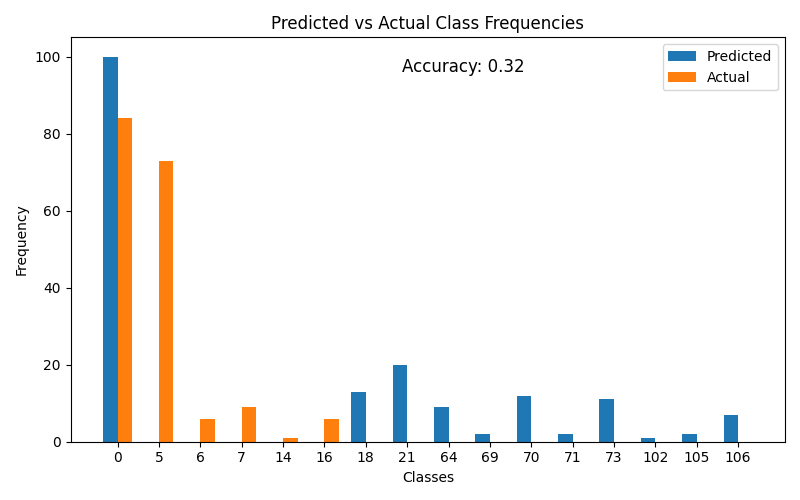 Predicted vs Actual Class Frequencies
Accuracy: 0.32
Predicted
Actual
Frequency
100
80
60
40
20
0
0 5 6 7 14 16 18 21 64 69 70 71 73 102 105 106
Classes